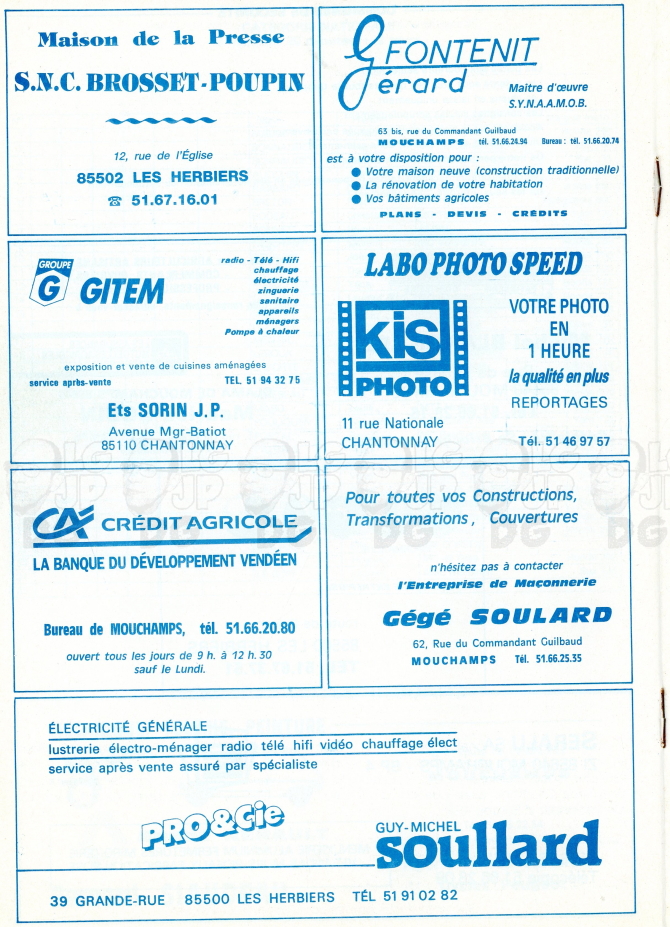 Maison de la Presse
S.N.C. BROSSET-POUPIN
12, rue de l'Église
85502 LES HERBIERS
☎ 51.67.16.01
FONTENIT
Gérard
Maitre d'œuvre
S.Y.N.A.A.M.O.B.
63 bis, rue du Commandant Guilbaud
MOUCHAMPS tél. 51.66.24.94 Bureau : tél. 51.66.20.74
est à votre disposition pour :
● Votre maison neuve (construction traditionnelle)
● La rénovation de votre habitation
● Vos bâtiments agricoles
PLANS - DEVIS - CRÉDITS
GROUPE
G GITEM
radio - Télé - Hifi
chauffage
électricité
zinguerie
sanitaire
appareils
ménagers
Pompe à chaleur
exposition et vente de cuisines aménagées
service après-vente TEL. 51 94 32 75
Ets SORIN J.P.
Avenue Mgr-Batiot
85110 CHANTONNAY
LABO PHOTO SPEED
kis
PHOTO
VOTRE PHOTO
EN
1 HEURE
la qualité en plus
REPORTAGES
11 rue Nationale
CHANTONNAY Tél. 51 46 97 57
CA CRÉDIT AGRICOLE
LA BANQUE DU DÉVELOPPEMENT VENDÉEN
Bureau de MOUCHAMPS, tél. 51.66.20.80
ouvert tous les jours de 9 h. à 12 h. 30
sauf le Lundi.
Pour toutes vos Constructions,
Transformations, Couvertures
n'hésitez pas à contacter
l'Entreprise de Maçonnerie
Gégé SOULARD
62, Rue du Commandant Guilbaud
MOUCHAMPS Tél. 51.66.25.35
ÉLECTRICITÉ GÉNÉRALE
lustrerie électro-ménager radio télé hifi vidéo chauffage élect
service après vente assuré par spécialiste
PRO&Cie
GUY-MICHEL
soullard
39 GRANDE-RUE 85500 LES HERBIERS TÉL 51 91 02 82
LG JP DG